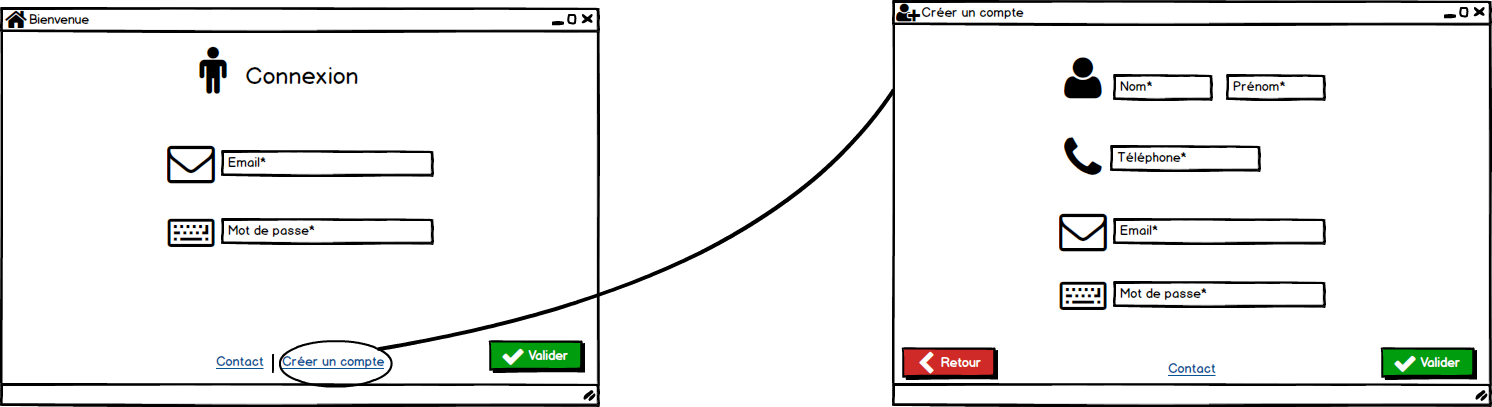 Bienvenue
Connexion
Email*
Mot de passe*
Contact | Créer un compte
Valider
Créer un compte
Nom* Prénom*
Téléphone*
Email*
Mot de passe*
Retour
Contact
Valider